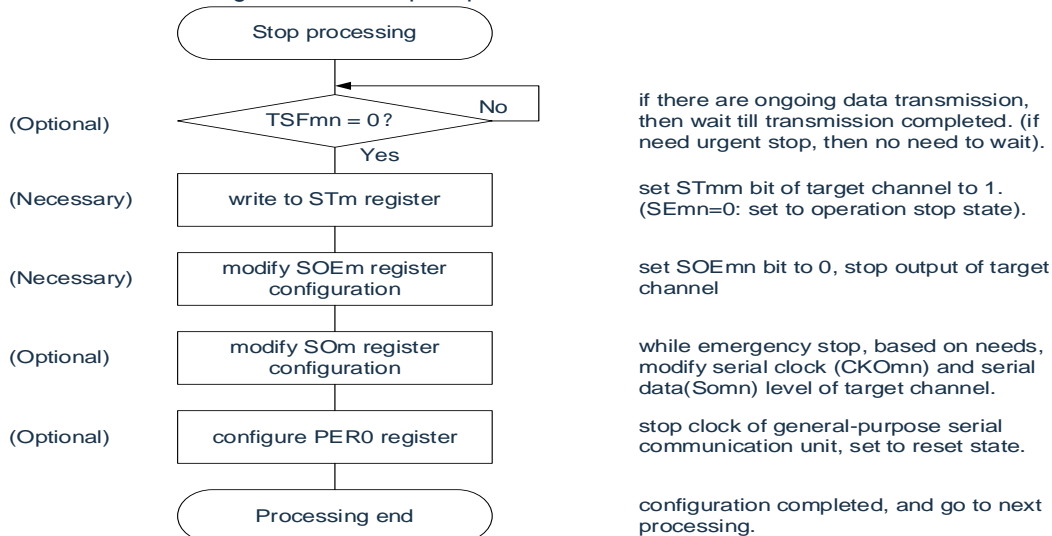 Stop processing
(Optional)
TSFmn = 0?
No
Yes
if there are ongoing data transmission,
then wait till transmission completed. (if
need urgent stop, then no need to wait).
(Necessary)
write to STm register
set STmm bit of target channel to 1.
(SEmn=0: set to operation stop state).
(Necessary)
modify SOEm register
configuration
set SOEmn bit to 0, stop output of target
channel
(Optional)
modify SOm register
configuration
while emergency stop, based on needs,
modify serial clock (CKOmn) and serial
data(Somn) level of target channel.
(Optional)
configure PER0 register
stop clock of general-purpose serial
communication unit, set to reset state.
Processing end
configuration completed, and go to next
processing.